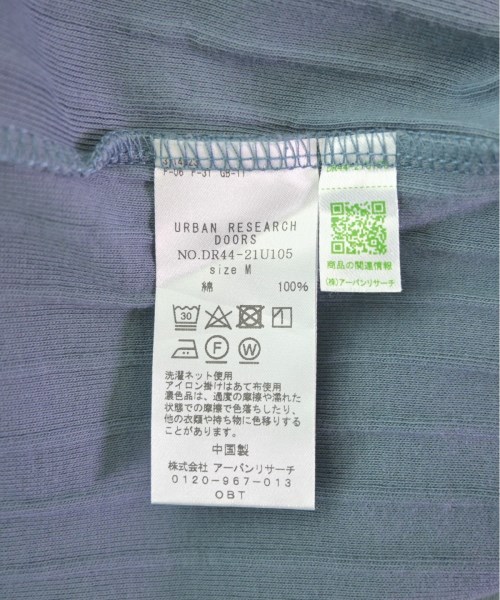 F-06 F-31 GB-11
URBAN RESEARCH
DOORS
NO.DR44-21U105
size M
綿 100%
30
F W
洗濯ネット使用
アイロン掛けはあて布使用
濃色品は、過度の摩擦や濡れた
状態での摩擦で色落ちしたり、
他の衣類や持ち物に色移りする
ことがあります。
中国製
株式会社 アーバンリサーチ
0120-967-013
OBT
商品の関連情報
(株)アーバンリサーチ